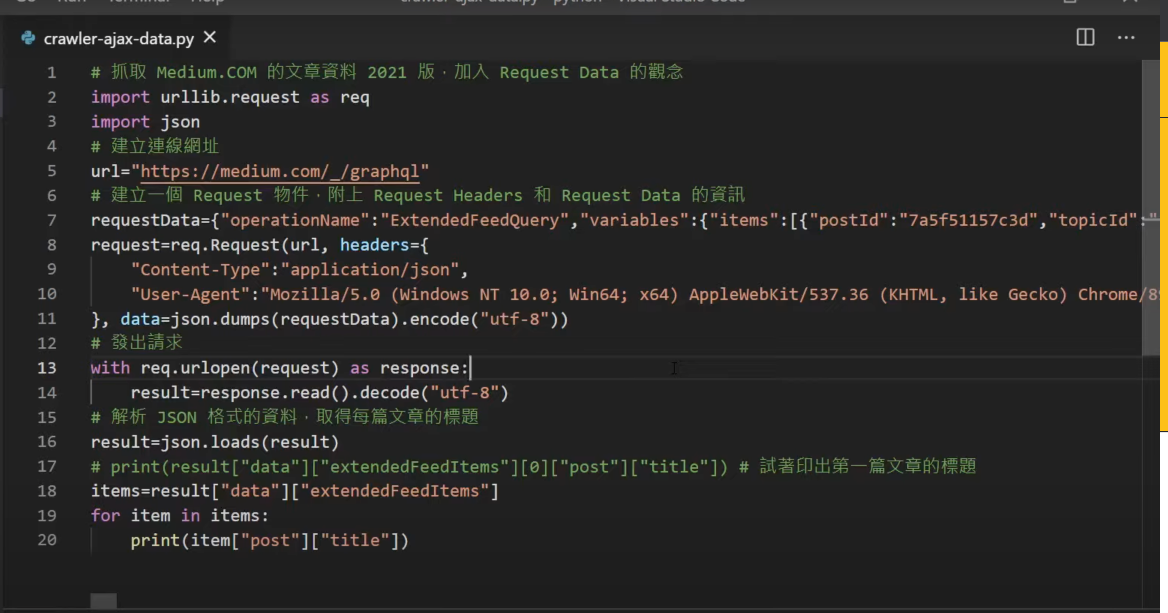 crawler-ajax-data.py
1 # 抓取 Medium.COM 的文章資料 2021 版，加入 Request Data 的觀念
2 import urllib.request as req
3 import json
4 # 建立連線網址
5 url="https://medium.com/_/graphql"
6 # 建立一個 Request 物件，附上 Request Headers 和 Request Data 的資訊
7 requestData={"operationName":"ExtendedFeedQuery","variables":{"items":[{"postId":"7a5f51157c3d","topicId":"
8 request=req.Request(url, headers={
9 "Content-Type":"application/json",
10 "User-Agent":"Mozilla/5.0 (Windows NT 10.0; Win64; x64) AppleWebKit/537.36 (KHTML, like Gecko) Chrome/8
11 }, data=json.dumps(requestData).encode("utf-8"))
12 # 發出請求
13 with req.urlopen(request) as response:
14 result=response.read().decode("utf-8")
15 # 解析 JSON 格式的資料，取得每篇文章的標題
16 result=json.loads(result)
17 # print(result["data"]["extendedFeedItems"][0]["post"]["title"]) # 試著印出第一篇文章的標題
18 items=result["data"]["extendedFeedItems"]
19 for item in items:
20 print(item["post"]["title"])